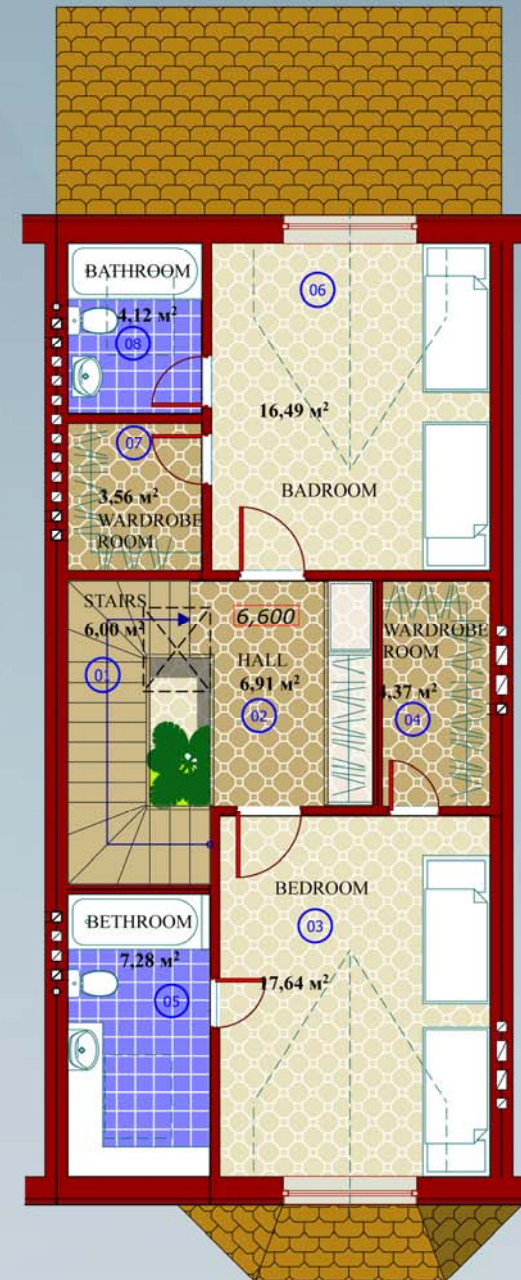 BATHROOM
4,12 м²
08
06
16,49 м²
BADROOM
07
3,56 м²
WARDROBE
ROOM
STAIRS
6,00 м²
01
6,600
HALL
6,91 м²
02
WARDROBE
ROOM
4,37 м²
04
BEDROOM
03
17,64 м²
BETHROOM
7,28 м²
05